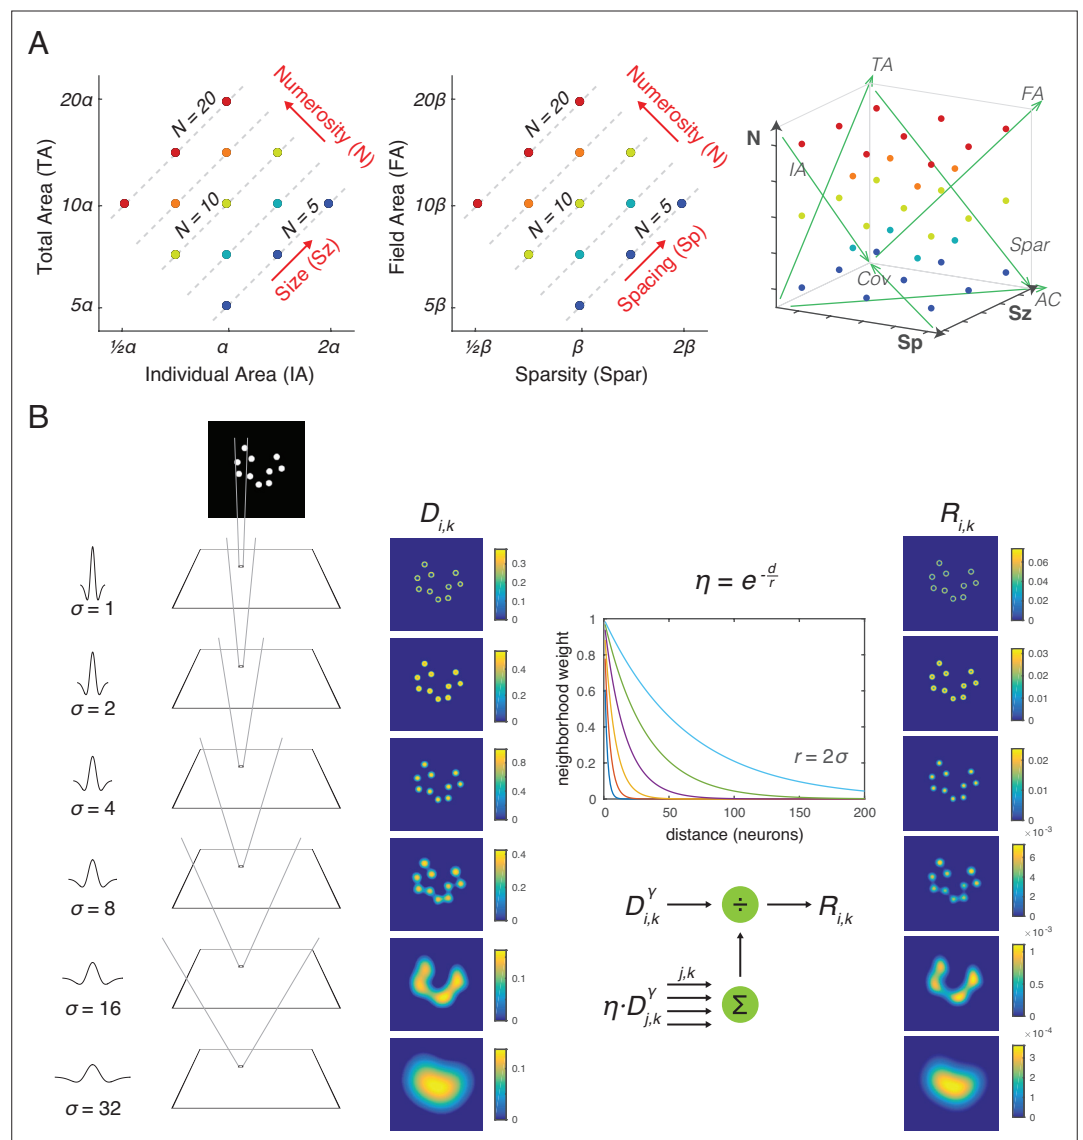 A
Total Area (TA)
20α
10α
5α
½α
α
2α
Individual Area (IA)
N = 20
N = 10
N = 5
Numerosity (N)
Size (Sz)
Field Area (FA)
20β
10β
5β
½β
β
2β
Sparsity (Spar)
N = 20
N = 10
N = 5
Numerosity (N)
Spacing (Sp)
TA
FA
N
IA
Spar
Cov
AC
Sz
Sp
B
D i,k
R i,k
σ = 1
0.3
0.2
0.1
0
η = e^-d/r
0.06
0.04
0.02
0
σ = 2
0.4
0.2
0
0.03
0.02
0.01
0
neighborhood weight
1
0.8
0.6
0.4
0.2
0
0
50
100
150
200
distance (neurons)
r = 2σ
σ = 4
0.8
0.6
0.4
0.2
0
0.02
0.01
0
σ = 8
0.4
0.2
0
× 10⁻³
6
4
2
0
D^γ i,k
÷
R i,k
j,k
η·D^γ j,k
Σ
σ = 16
0.1
0
× 10⁻³
1
0.5
0
σ = 32
0.1
0
× 10⁻⁴
3
2
1
0